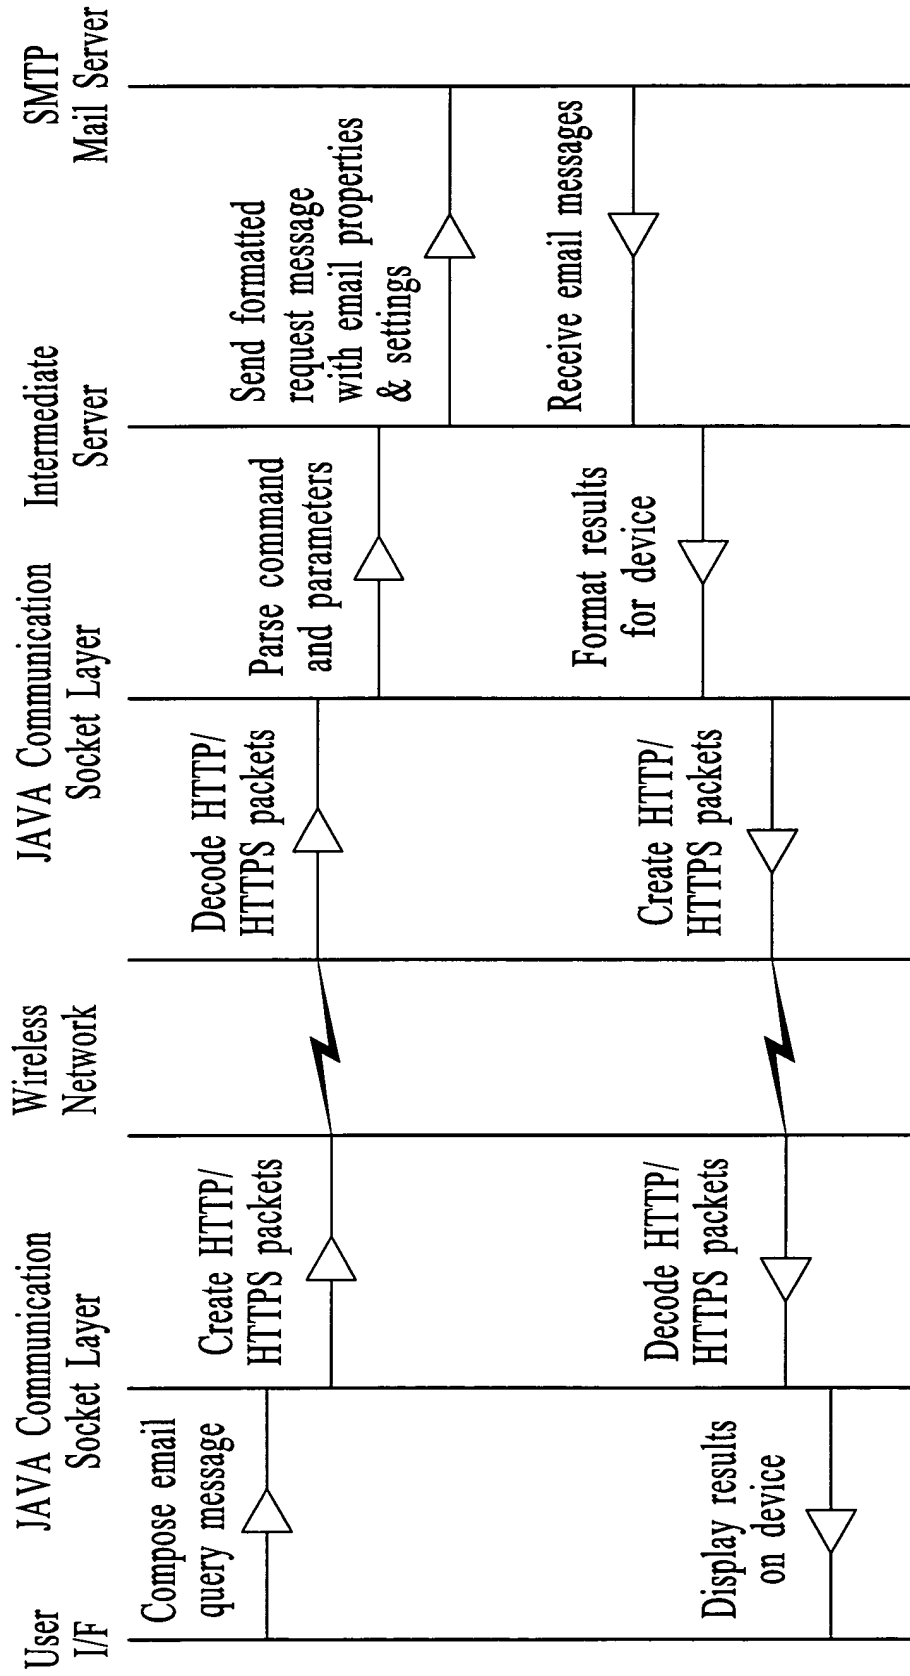 User
I/F
JAVA Communication
Socket Layer
Wireless
Network
JAVA Communication
Socket Layer
Intermediate
Server
SMTP
Mail Server
Compose email
query message
Create HTTP/
HTTPS packets
Decode HTTP/
HTTPS packets
Parse command
and parameters
Send formatted
request message
with email properties
& settings
Receive email messages
Format results
for device
Create HTTP/
HTTPS packets
Decode HTTP/
HTTPS packets
Display results
on device